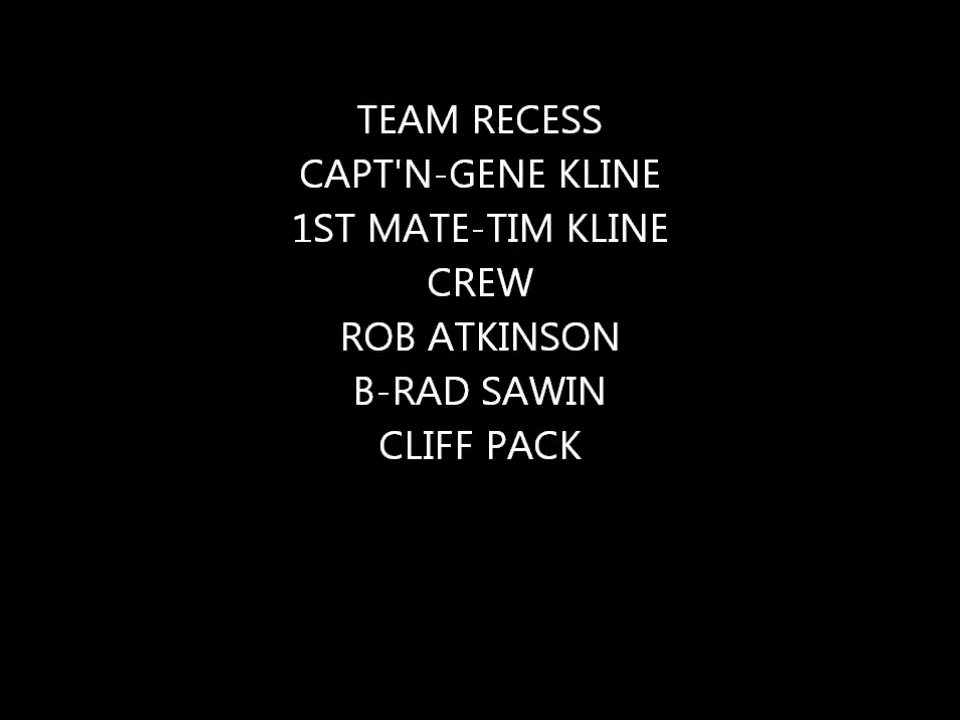 TEAM RECESS
CAPT'N-GENE KLINE
1ST MATE-TIM KLINE
CREW
ROB ATKINSON
B-RAD SAWIN
CLIFF PACK